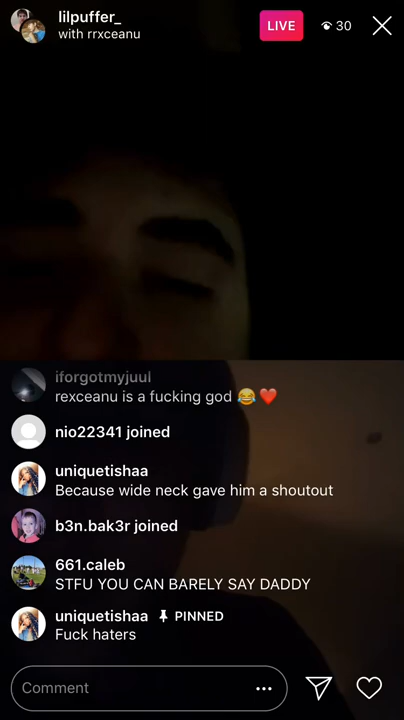 lilpuffer_
with rrxceanu
LIVE
30
iforgotmyjuul
rexceanu is a fucking god 😂❤️
nio22341 joined
uniquetishaa
Because wide neck gave him a shoutout
b3n.bak3r joined
661.caleb
STFU YOU CAN BARELY SAY DADDY
uniquetishaa PINNED
Fuck haters
Comment